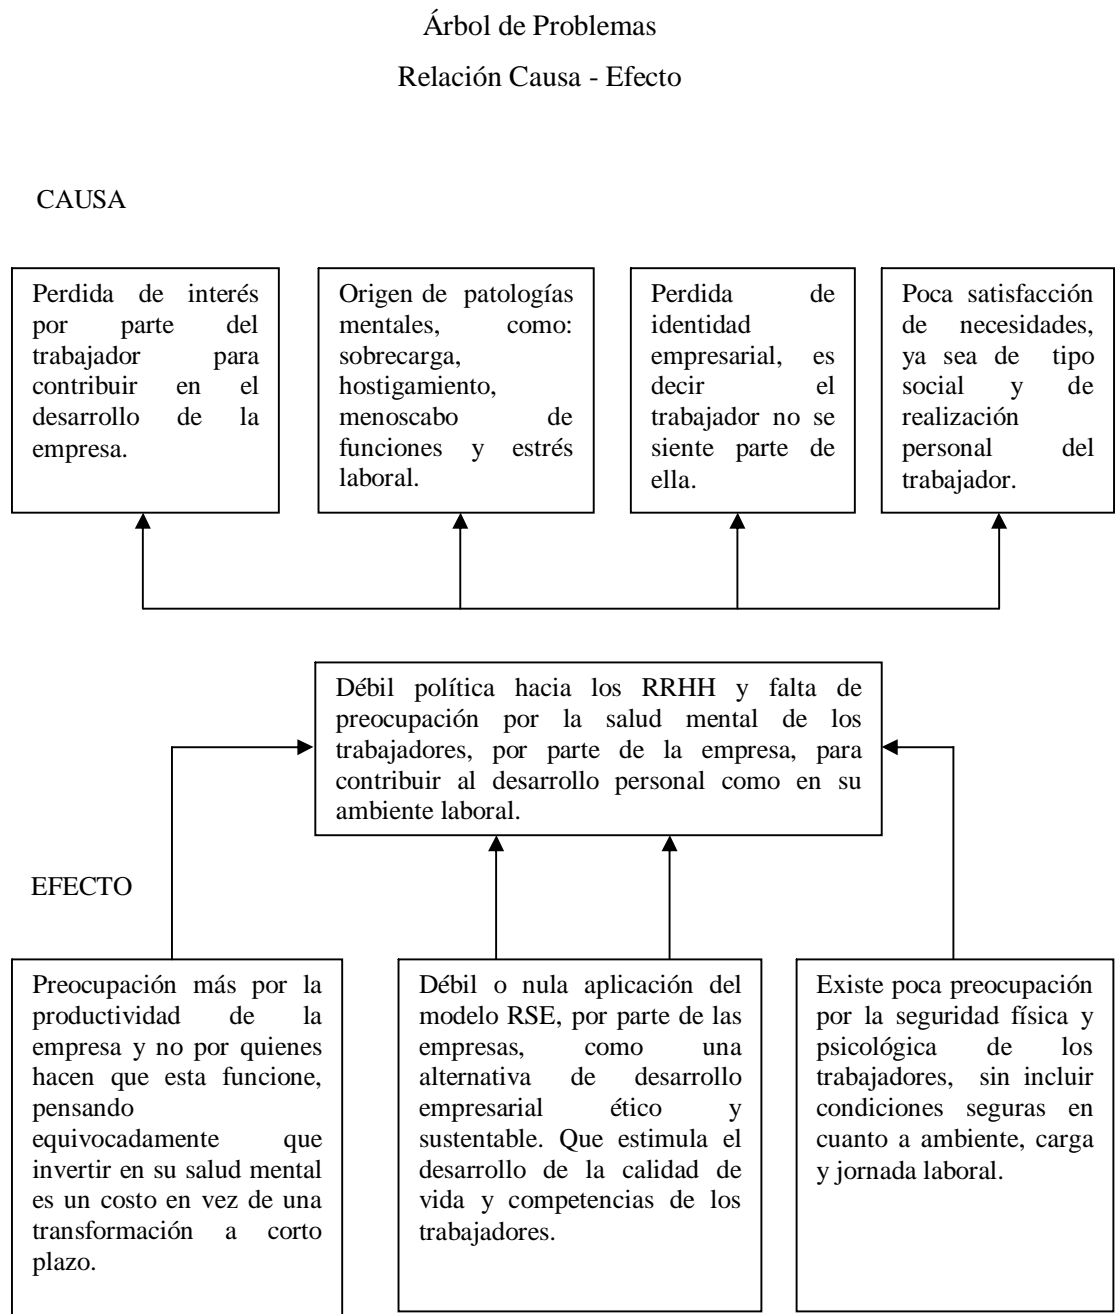 Árbol de Problemas
Relación Causa - Efecto
CAUSA
Perdida de interés
por parte del
trabajador para
contribuir en el
desarrollo de la
empresa.
Origen de patologías
mentales, como:
sobrecarga,
hostigamiento,
menoscabo de
funciones y estrés
laboral.
Perdida de
identidad
empresarial, es
decir el
trabajador no se
siente parte de
ella.
Poca satisfacción
de necesidades,
ya sea de tipo
social y de
realización
personal del
trabajador.
Débil política hacia los RRHH y falta de
preocupación por la salud mental de los
trabajadores, por parte de la empresa, para
contribuir al desarrollo personal como en su
ambiente laboral.
EFECTO
Preocupación más por la
productividad de la
empresa y no por quienes
hacen que esta funcione,
pensando
equivocadamente que
invertir en su salud mental
es un costo en vez de una
transformación a corto
plazo.
Débil o nula aplicación del
modelo RSE, por parte de las
empresas, como una
alternativa de desarrollo
empresarial ético y
sustentable. Que estimula el
desarrollo de la calidad de
vida y competencias de los
trabajadores.
Existe poca preocupación
por la seguridad física y
psicológica de los
trabajadores, sin incluir
condiciones seguras en
cuanto a ambiente, carga
y jornada laboral.